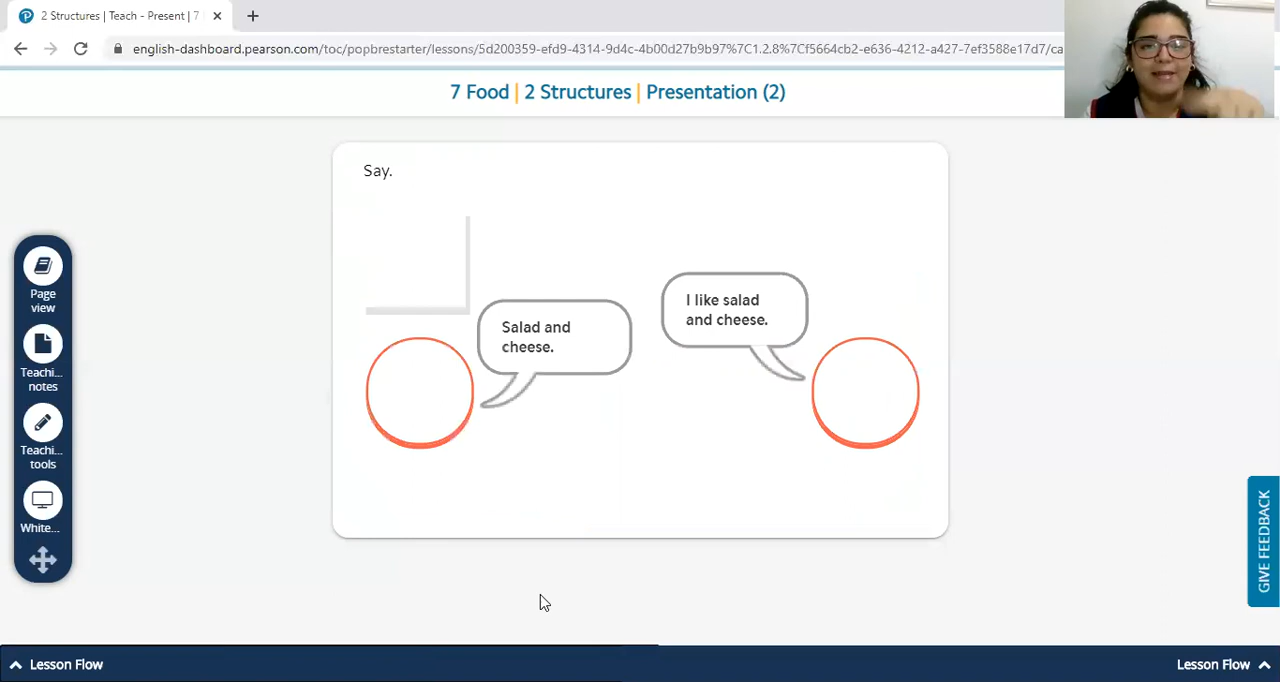 2 Structures | Teach - Present | 7
english-dashboard.pearson.com/toc/popbrestarter/lessons/5d200359-efd9-4314-9d4c-4b00d27b9b97%7C1.2.8%7Cf5664cb2-e636-4212-a427-7ef3588e17d7/ca
7 Food | 2 Structures | Presentation (2)
Say.
Salad and
cheese.
I like salad
and cheese.
Page
view
Teachi...
notes
Teachi...
tools
White...
GIVE FEEDBACK
Lesson Flow
Lesson Flow